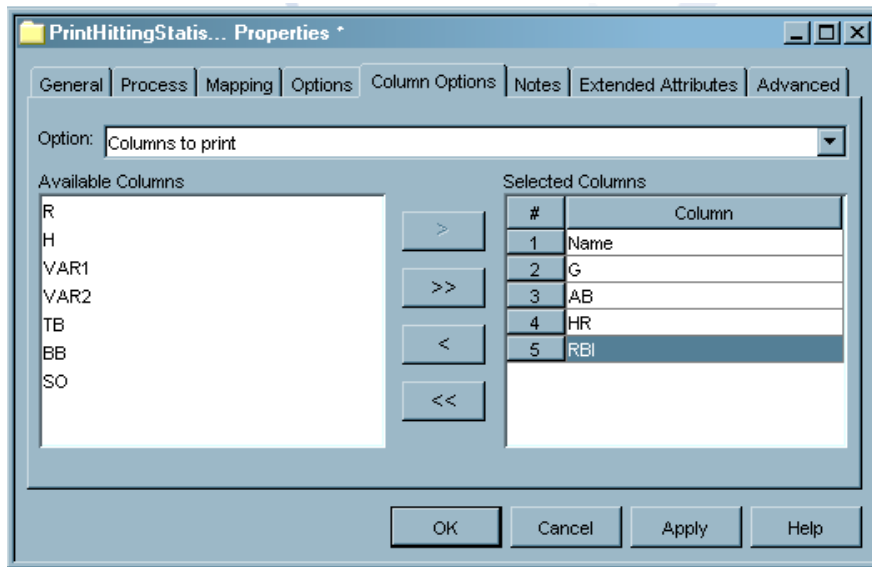 PrintHittingStatis... Properties *
General Process Mapping Options Column Options Notes Extended Attributes Advanced
Option: Columns to print
Available Columns
R
H
VAR1
VAR2
TB
BB
SO
>
>>
<
<<
Selected Columns
# Column
1 Name
2 G
3 AB
4 HR
5 RBI
OK Cancel Apply Help